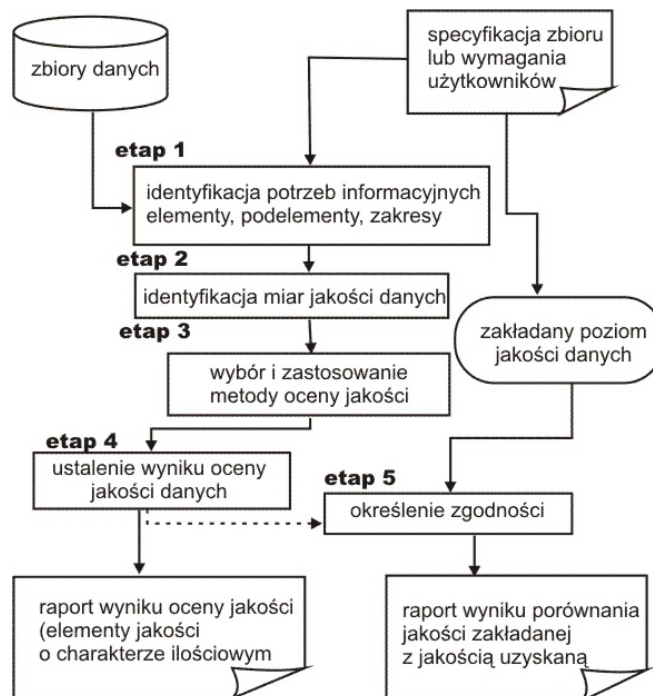 zbiory danych
specyfikacja zbioru
lub wymagania
użytkowników
etap 1
identyfikacja potrzeb informacyjnych
elementy, podelementy, zakresy
etap 2
identyfikacja miar jakości danych
etap 3
wybór i zastosowanie
metody oceny jakości
zakładany poziom
jakości danych
etap 4
ustalenie wyniku oceny
jakości danych
etap 5
określenie zgodności
raport wyniku oceny jakości
(elementy jakości
o charakterze ilościowym
raport wyniku porównania
jakości zakładanej
z jakością uzyskaną